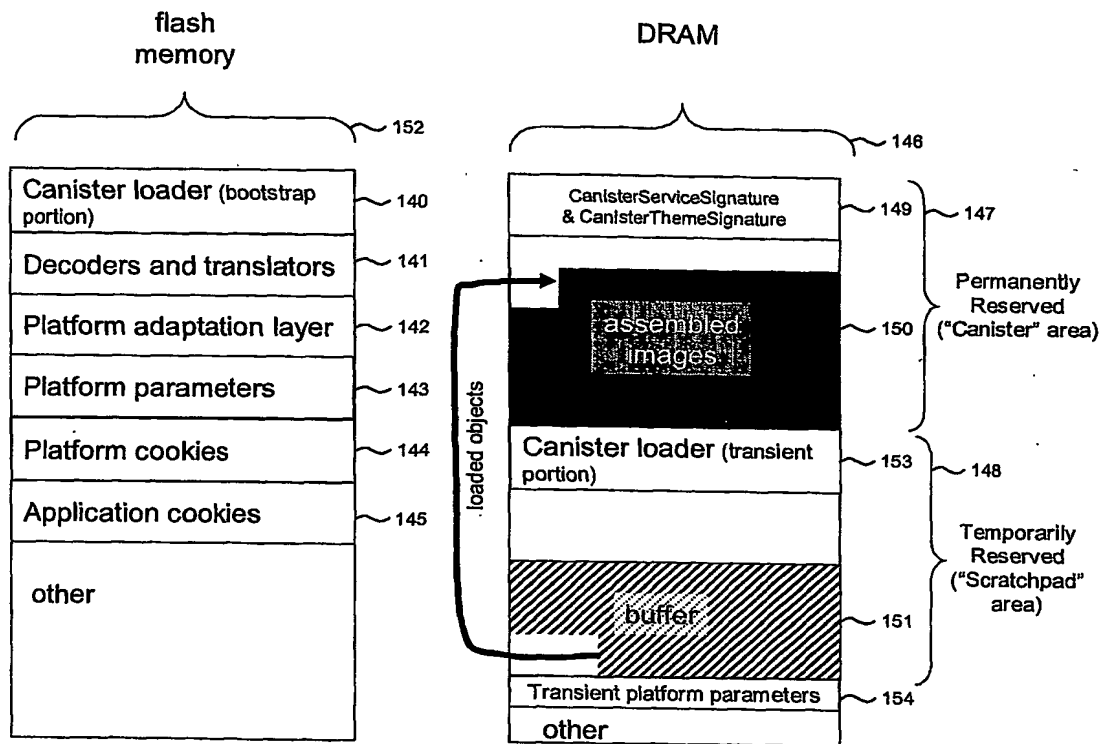 flash
memory
152
Canister loader (bootstrap
portion)
140
Decoders and translators
141
Platform adaptation layer
142
Platform parameters
143
Platform cookies
144
Application cookies
145
other
DRAM
146
CanisterServiceSignature
& CanisterThemeSignature
149
147
assembled
images
150
Permanently
Reserved
("Canister" area)
loaded objects
Canister loader (transient
portion)
153
148
Temporarily
Reserved
("Scratchpad"
area)
buffer
151
Transient platform parameters
154
other